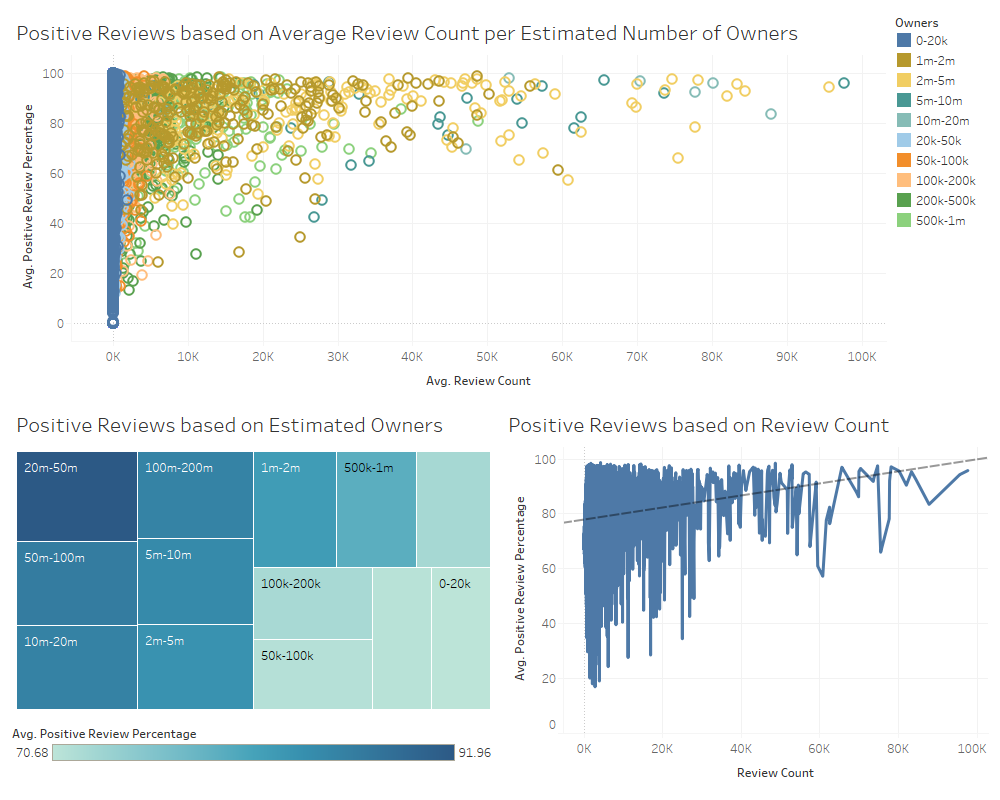 Positive Reviews based on Average Review Count per Estimated Number of Owners
Avg. Positive Review Percentage
100
80
60
40
20
0
0K 10K 20K 30K 40K 50K 60K 70K 80K 90K 100K
Avg. Review Count
Owners
0-20k
1m-2m
2m-5m
5m-10m
10m-20m
20k-50k
50k-100k
100k-200k
200k-500k
500k-1m
Positive Reviews based on Estimated Owners
20m-50m 100m-200m 1m-2m 500k-1m
50m-100m 5m-10m
100k-200k 0-20k
10m-20m 2m-5m
50k-100k
Avg. Positive Review Percentage
70.68 91.96
Positive Reviews based on Review Count
Avg. Positive Review Percentage
100
80
60
40
20
0
0K 20K 40K 60K 80K 100K
Review Count